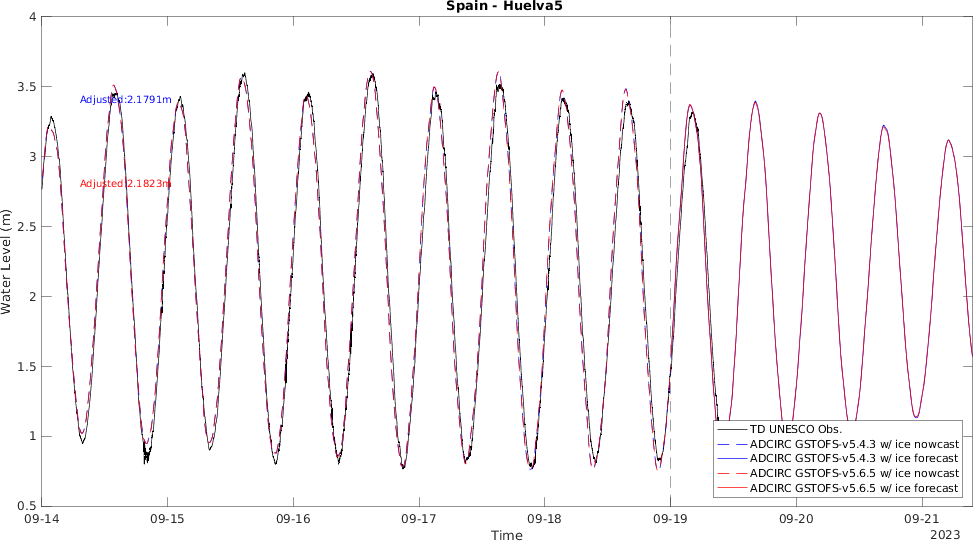 Spain - Huelva5
4
3.5
3
2.5
2
1.5
1
0.5
Water Level (m)
Adjusted:2.1791m
Adjusted:2.1823m
TD UNESCO Obs.
ADCIRC GSTOFS-v5.4.3 w/ ice nowcast
ADCIRC GSTOFS-v5.4.3 w/ ice forecast
ADCIRC GSTOFS-v5.6.5 w/ ice nowcast
ADCIRC GSTOFS-v5.6.5 w/ ice forecast
09-14 09-15 09-16 09-17 09-18 09-19 09-20 09-21
Time
2023